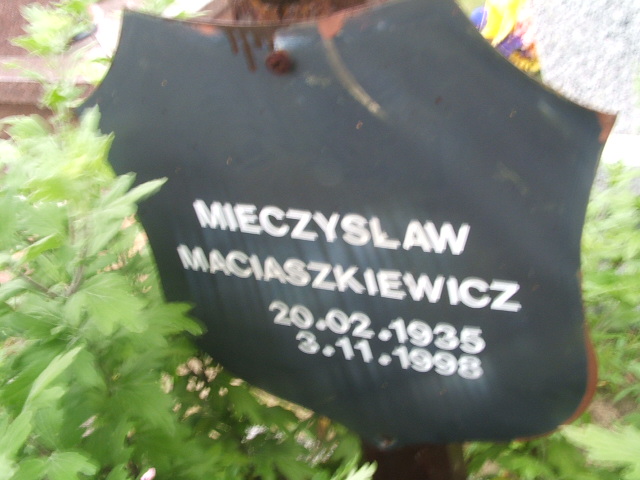 MIECZYSŁAW
MACIASZKIEWICZ
20.02.1935
3.11.1998